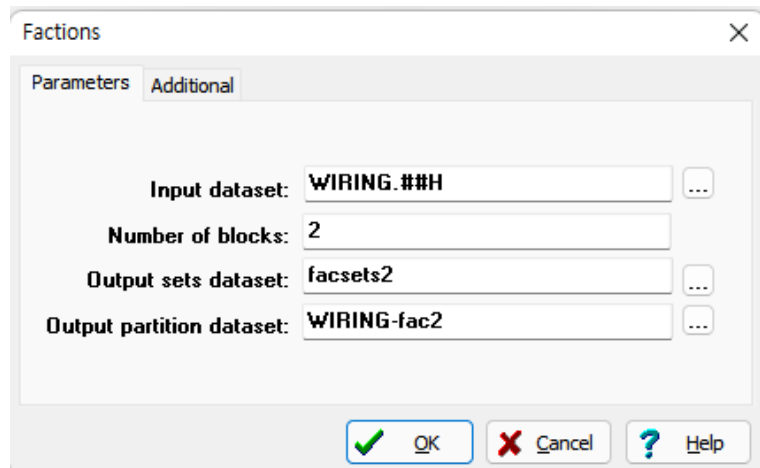 Factions
Parameters Additional
Input dataset: WIRING.##H ...
Number of blocks: 2
Output sets dataset: facsets2 ...
Output partition dataset: WIRING-fac2 ...
OK Cancel Help